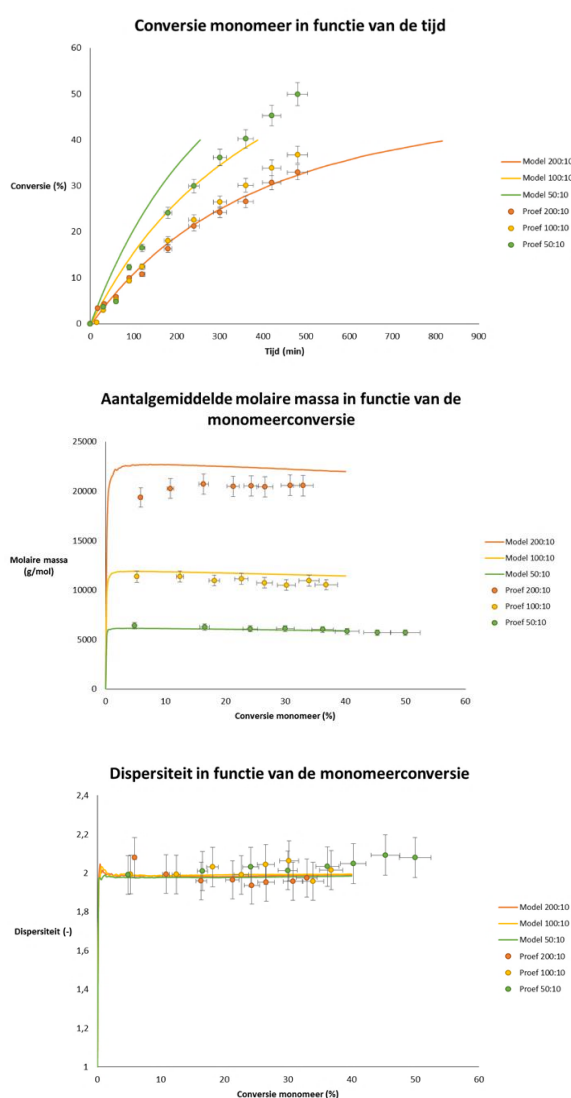 Conversie monomeer in functie van de tijd
60
50
40
30
20
10
0
Conversie (%)
0 100 200 300 400 500 600 700 800 900
Tijd (min)
Model 200:10
Model 100:10
Model 50:10
Proef 200:10
Proef 100:10
Proef 50:10
Aantalgemiddelde molaire massa in functie van de
monomeerconversie
25000
20000
15000
10000
5000
0
Molaire massa
(g/mol)
0 10 20 30 40 50 60
Conversie monomeer (%)
Model 200:10
Model 100:10
Model 50:10
Proef 200:10
Proef 100:10
Proef 50:10
Dispersiteit in functie van de monomeerconversie
2,4
2,2
2
1,8
1,6
1,4
1,2
1
Dispersiteit (-)
0 10 20 30 40 50 60
Conversie monomeer (%)
Model 200:10
Model 100:10
Model 50:10
Proef 200:10
Proef 100:10
Proef 50:10